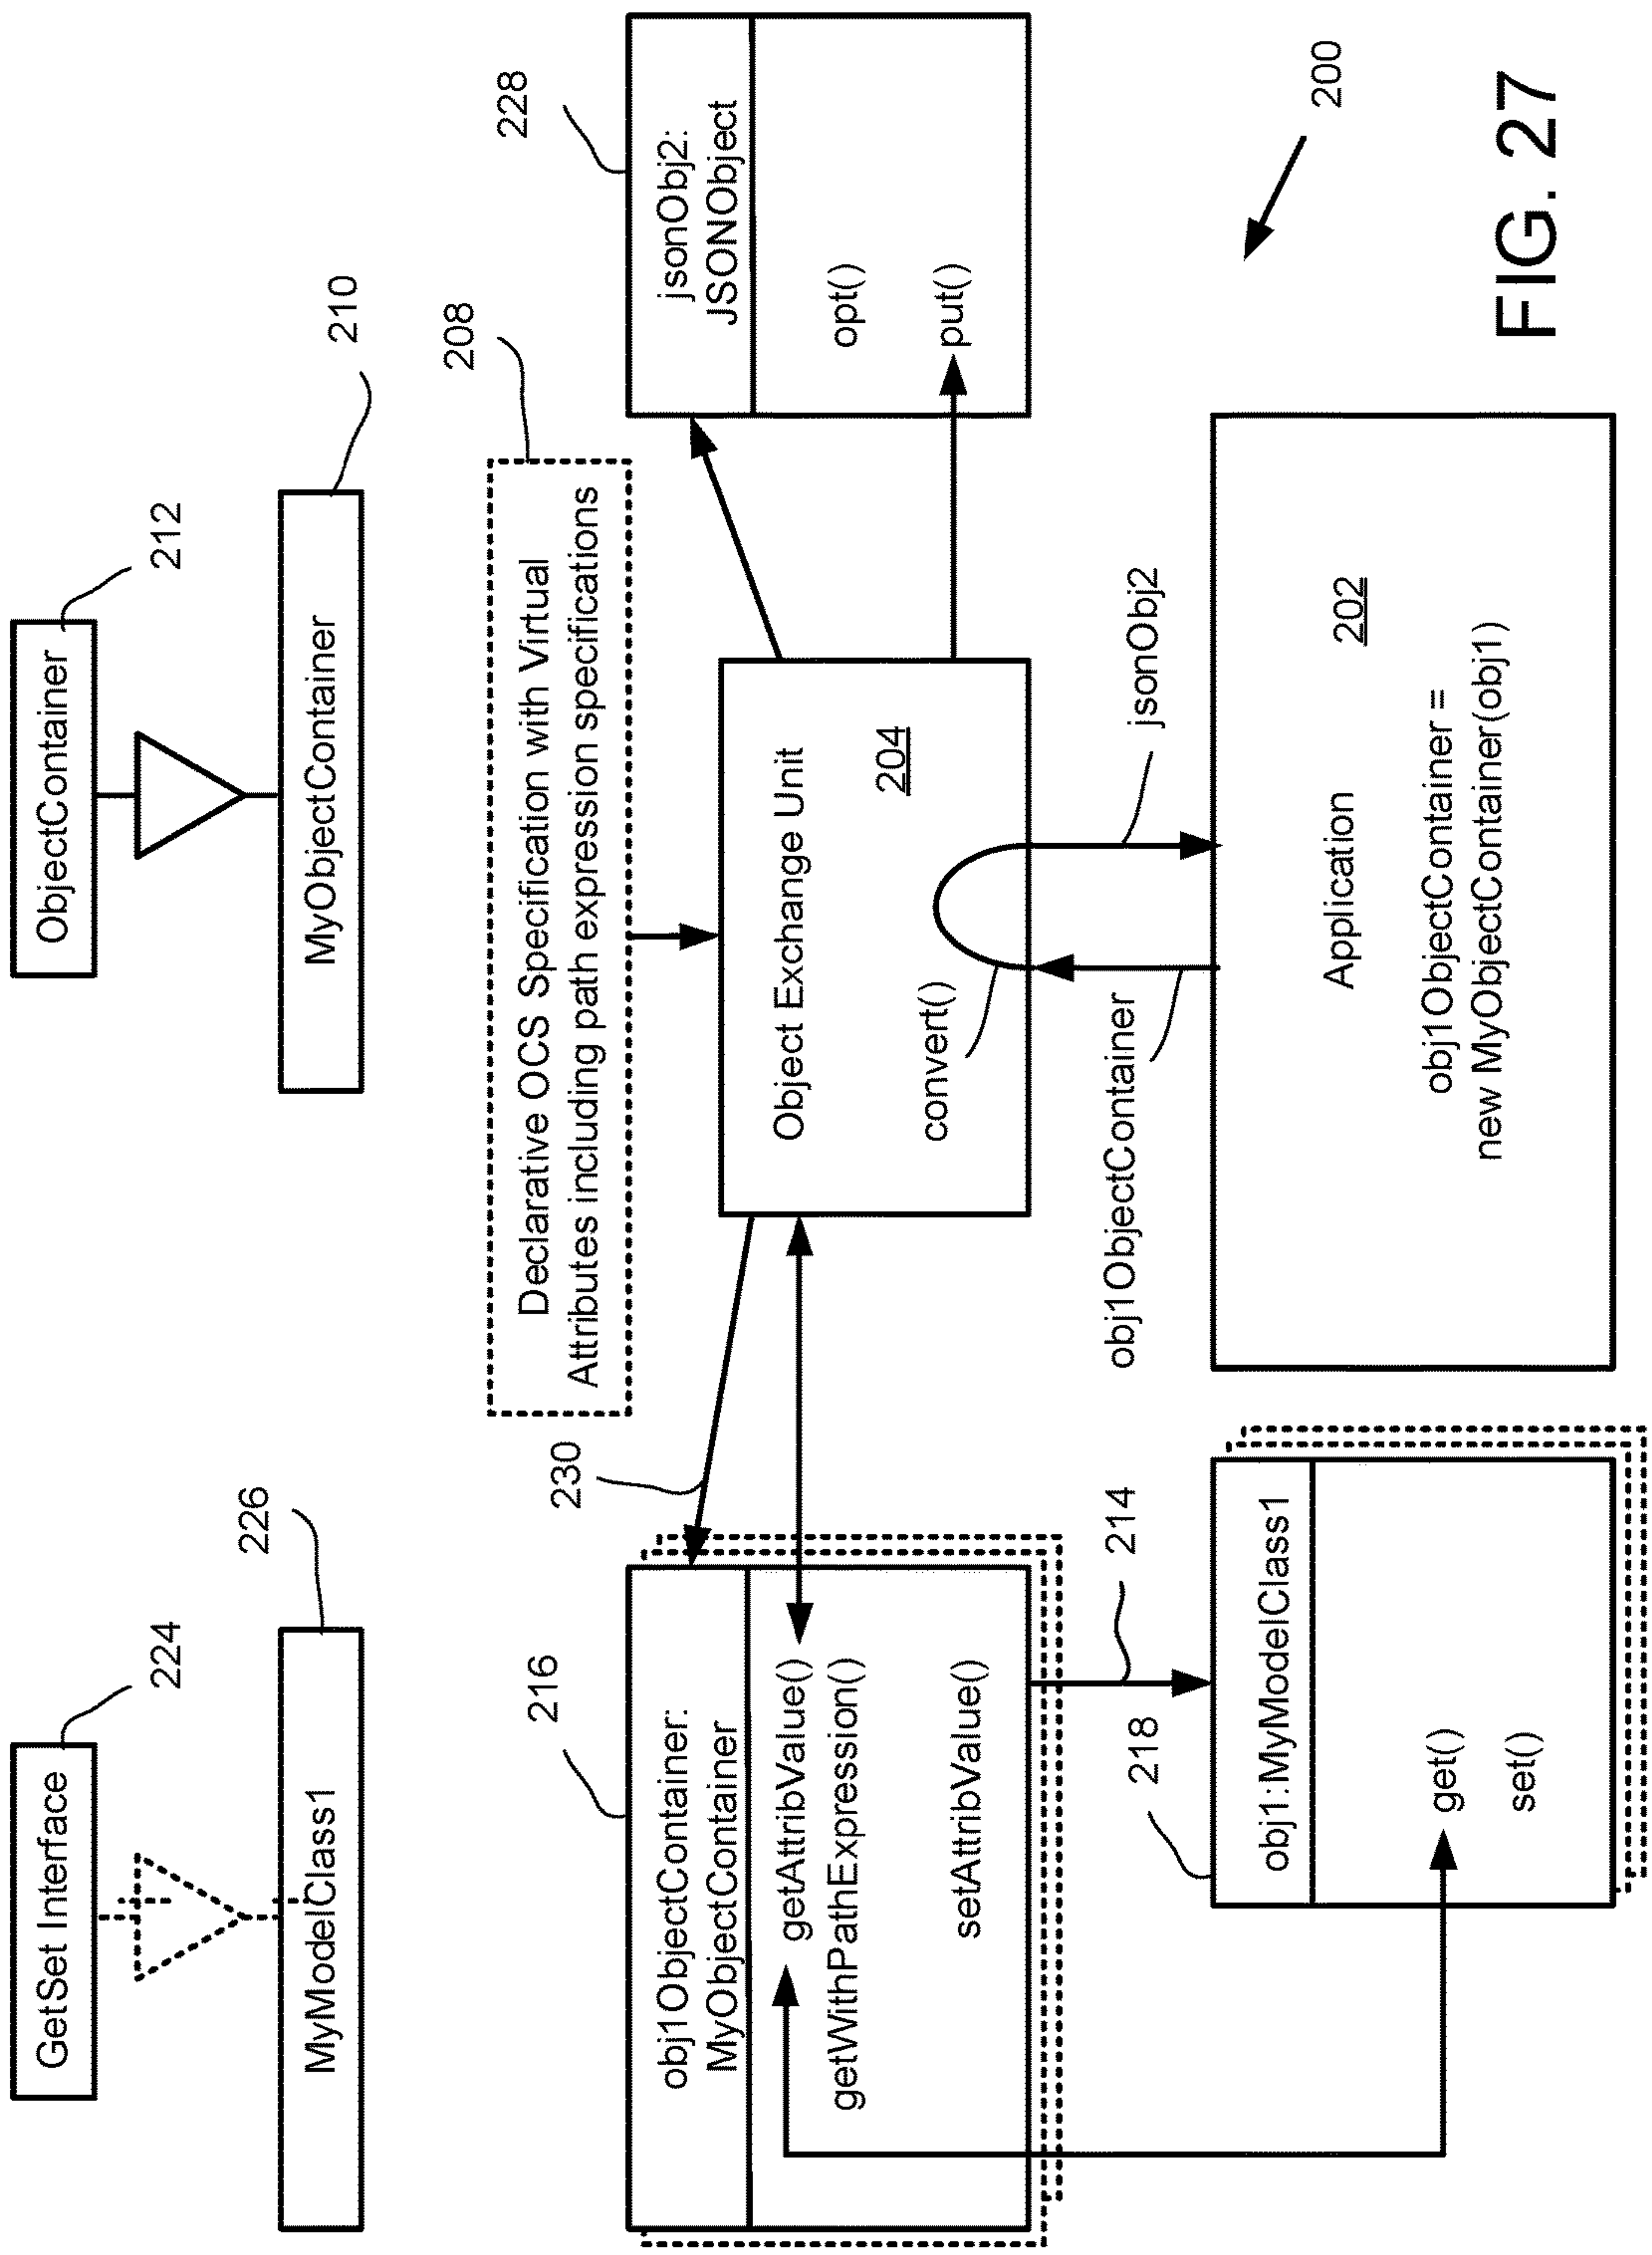 224
GetSet Interface
226
MyModelClass1
212
ObjectContainer
210
MyObjectContainer
208
Declarative OCS Specification with Virtual
Attributes including path expression specifications
216
obj1ObjectContainer:
MyObjectContainer
getAttribValue()
getWithPathExpression()
setAttribValue()
230
Object Exchange Unit
204
convert()
228
jsonObj2:
JSONObject
opt()
put()
214
218
obj1:MyModelClass1
get()
set()
obj1ObjectContainer
jsonObj2
Application
202
obj1ObjectContainer =
new MyObjectContainer(obj1)
200
FIG. 27